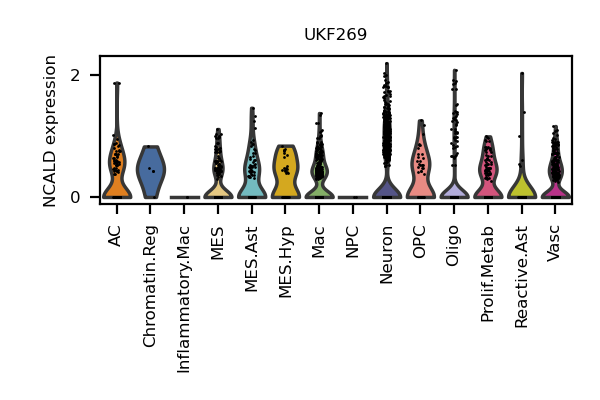 UKF269
NCALD expression
2
0
AC
Chromatin.Reg
Inflammatory.Mac
MES
MES.Ast
MES.Hyp
Mac
NPC
Neuron
OPC
Oligo
Prolif.Metab
Reactive.Ast
Vasc